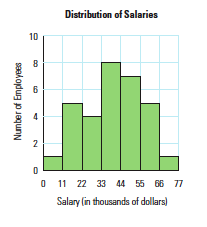 Distribution of Salaries
Number of Employees
10
8
6
4
2
0
0 11 22 33 44 55 66 77
Salary (in thousands of dollars)